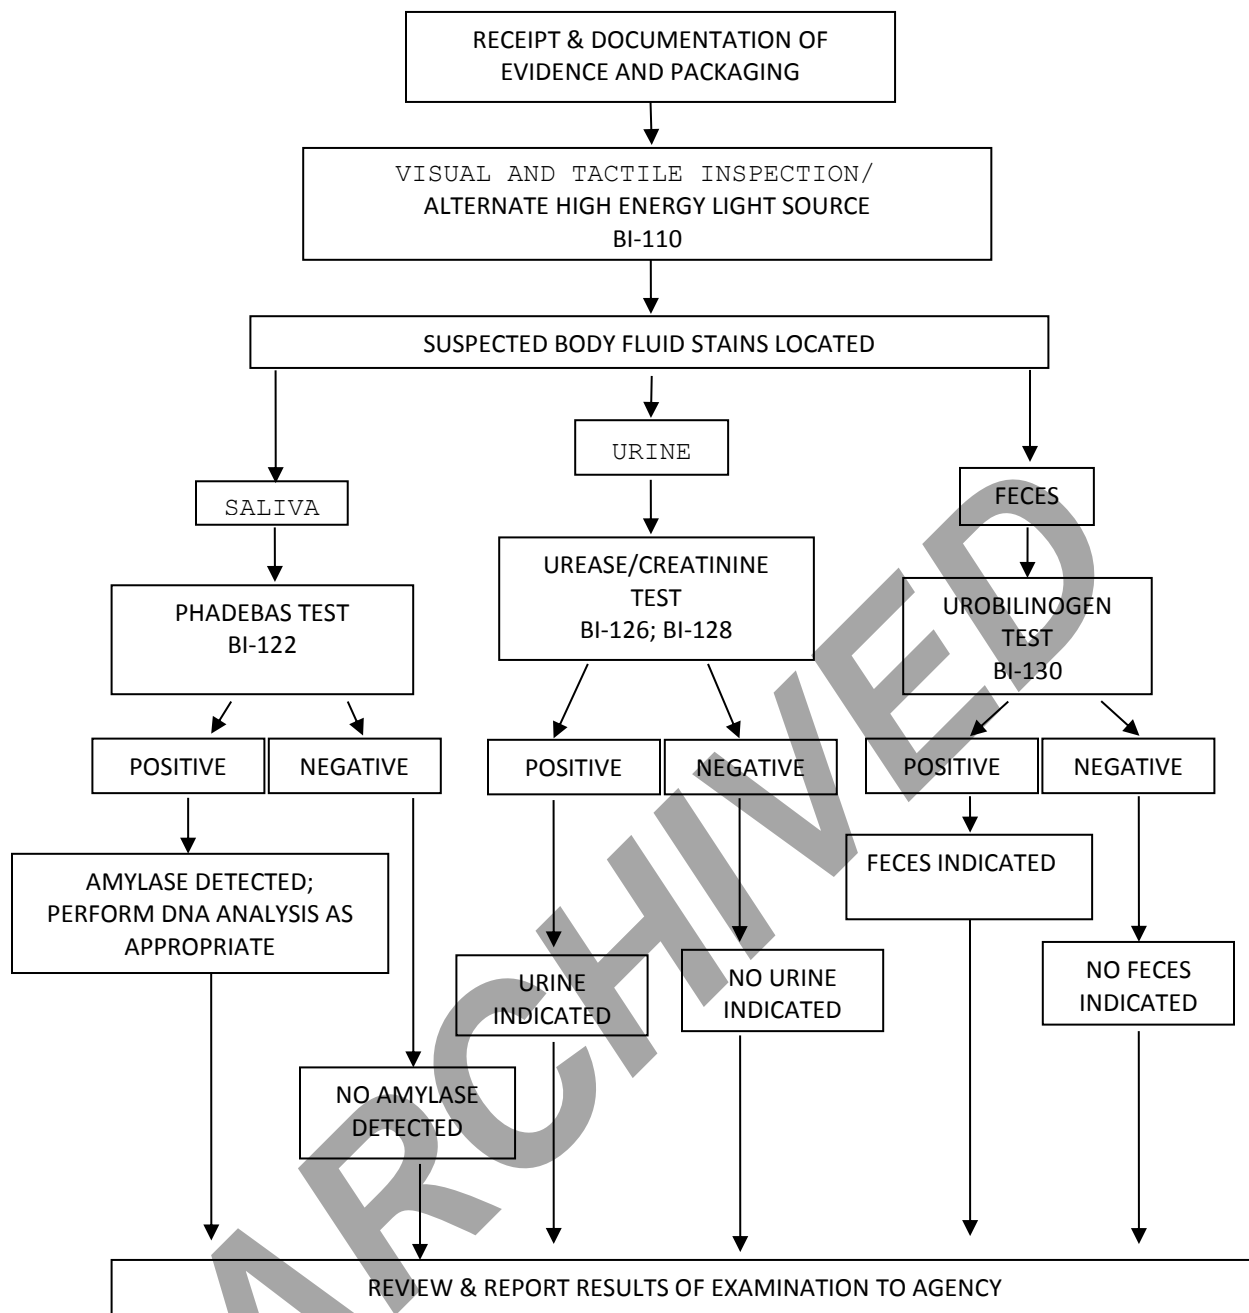 RECEIPT & DOCUMENTATION OF
EVIDENCE AND PACKAGING
VISUAL AND TACTILE INSPECTION/
ALTERNATE HIGH ENERGY LIGHT SOURCE
BI-110
SUSPECTED BODY FLUID STAINS LOCATED
SALIVA
URINE
FECES
PHADEBAS TEST
BI-122
UREASE/CREATININE
TEST
BI-126; BI-128
UROBILINOGEN
TEST
BI-130
POSITIVE
NEGATIVE
POSITIVE
NEGATIVE
POSITIVE
NEGATIVE
AMYLASE DETECTED;
PERFORM DNA ANALYSIS AS
APPROPRIATE
NO AMYLASE
DETECTED
URINE
INDICATED
NO URINE
INDICATED
FECES INDICATED
NO FECES
INDICATED
REVIEW & REPORT RESULTS OF EXAMINATION TO AGENCY
ARCHIVED